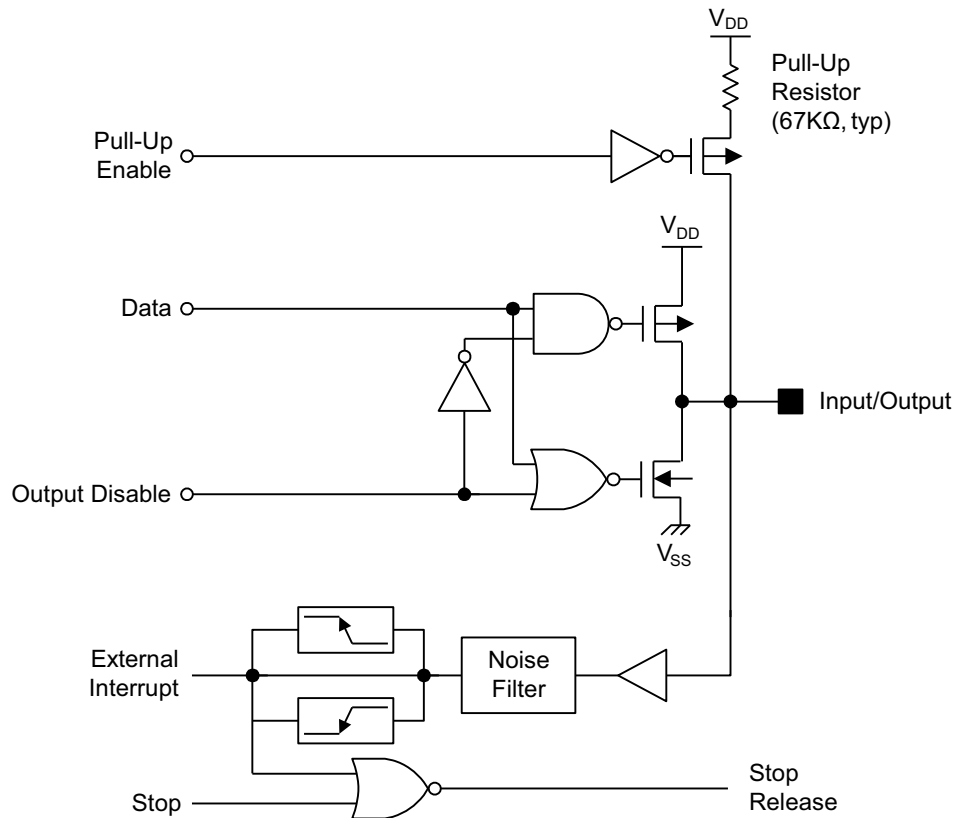 VDD
Pull-Up
Resistor
(67KΩ, typ)
Pull-Up
Enable
VDD
Data
Input/Output
Output Disable
VSS
External
Interrupt
Noise
Filter
Stop
Stop
Release